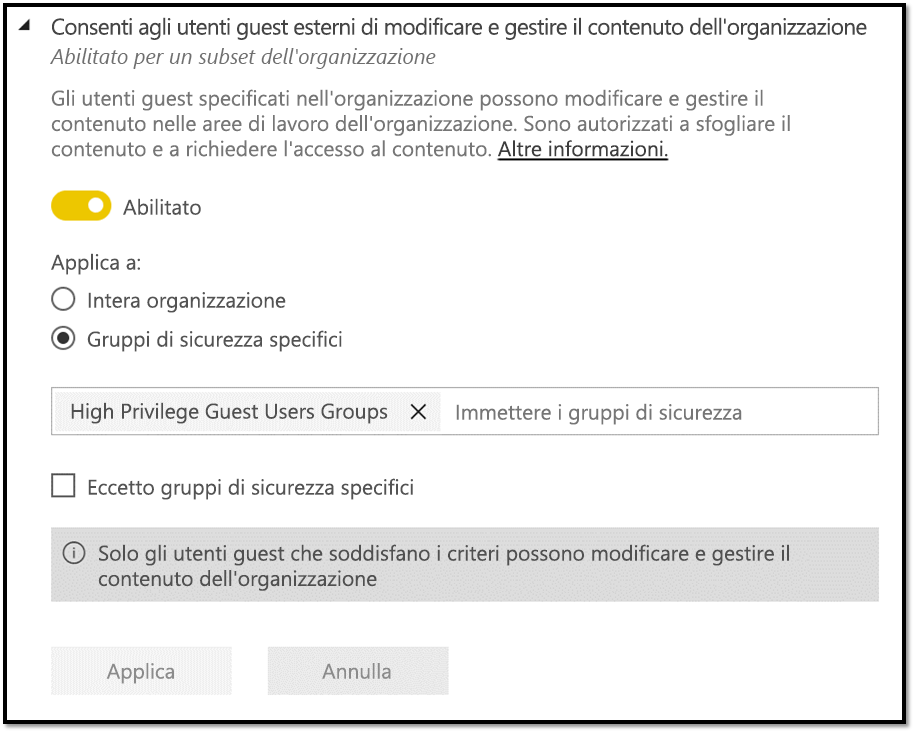 Consenti agli utenti guest esterni di modificare e gestire il contenuto dell'organizzazione
Abilitato per un subset dell'organizzazione
Gli utenti guest specificati nell'organizzazione possono modificare e gestire il
contenuto nelle aree di lavoro dell'organizzazione. Sono autorizzati a sfogliare il
contenuto e a richiedere l'accesso al contenuto. Altre informazioni.
Abilitato
Applica a:
Intera organizzazione
Gruppi di sicurezza specifici
High Privilege Guest Users Groups Immettere i gruppi di sicurezza
Eccetto gruppi di sicurezza specifici
Solo gli utenti guest che soddisfano i criteri possono modificare e gestire il
contenuto dell'organizzazione
Applica Annulla